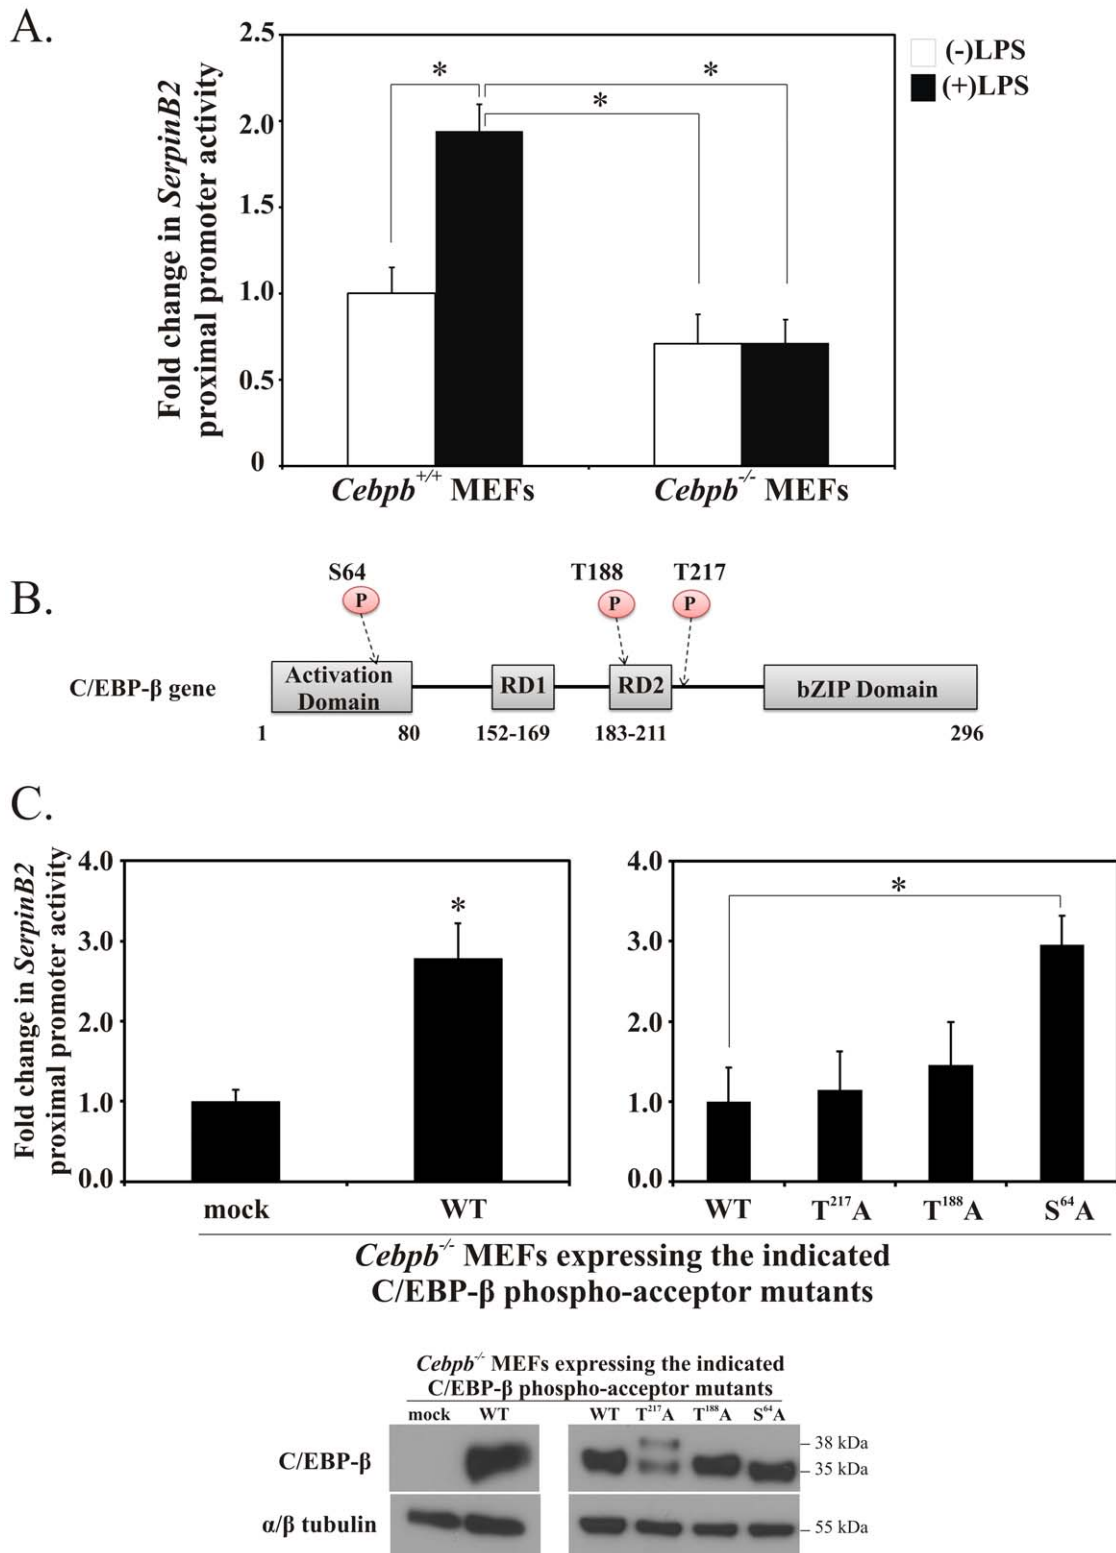 A.
Fold change in SerpinB2
proximal promoter activity
2.5
2.0
1.5
1.0
0.5
0
*
*
*
(-)LPS
(+)LPS
Cebpb+/+ MEFs
Cebpb-/- MEFs
B.
S64
T188
T217
P
P
P
C/EBP-β gene
Activation
Domain
RD1
RD2
bZIP Domain
1
80
152-169
183-211
296
C.
Fold change in SerpinB2
proximal promoter activity
4.0
3.0
2.0
1.0
0.0
*
mock
WT
4.0
3.0
2.0
1.0
0.0
*
WT
T217A
T188A
S64A
Cebpb-/- MEFs expressing the indicated
C/EBP-β phospho-acceptor mutants
Cebpb-/- MEFs expressing the indicated
C/EBP-β phospho-acceptor mutants
mock
WT
WT
T217A
T188A
S64A
C/EBP-β
38 kDa
35 kDa
α/β tubulin
55 kDa